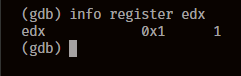 (gdb) info register edx
edx 0x1 1
(gdb)